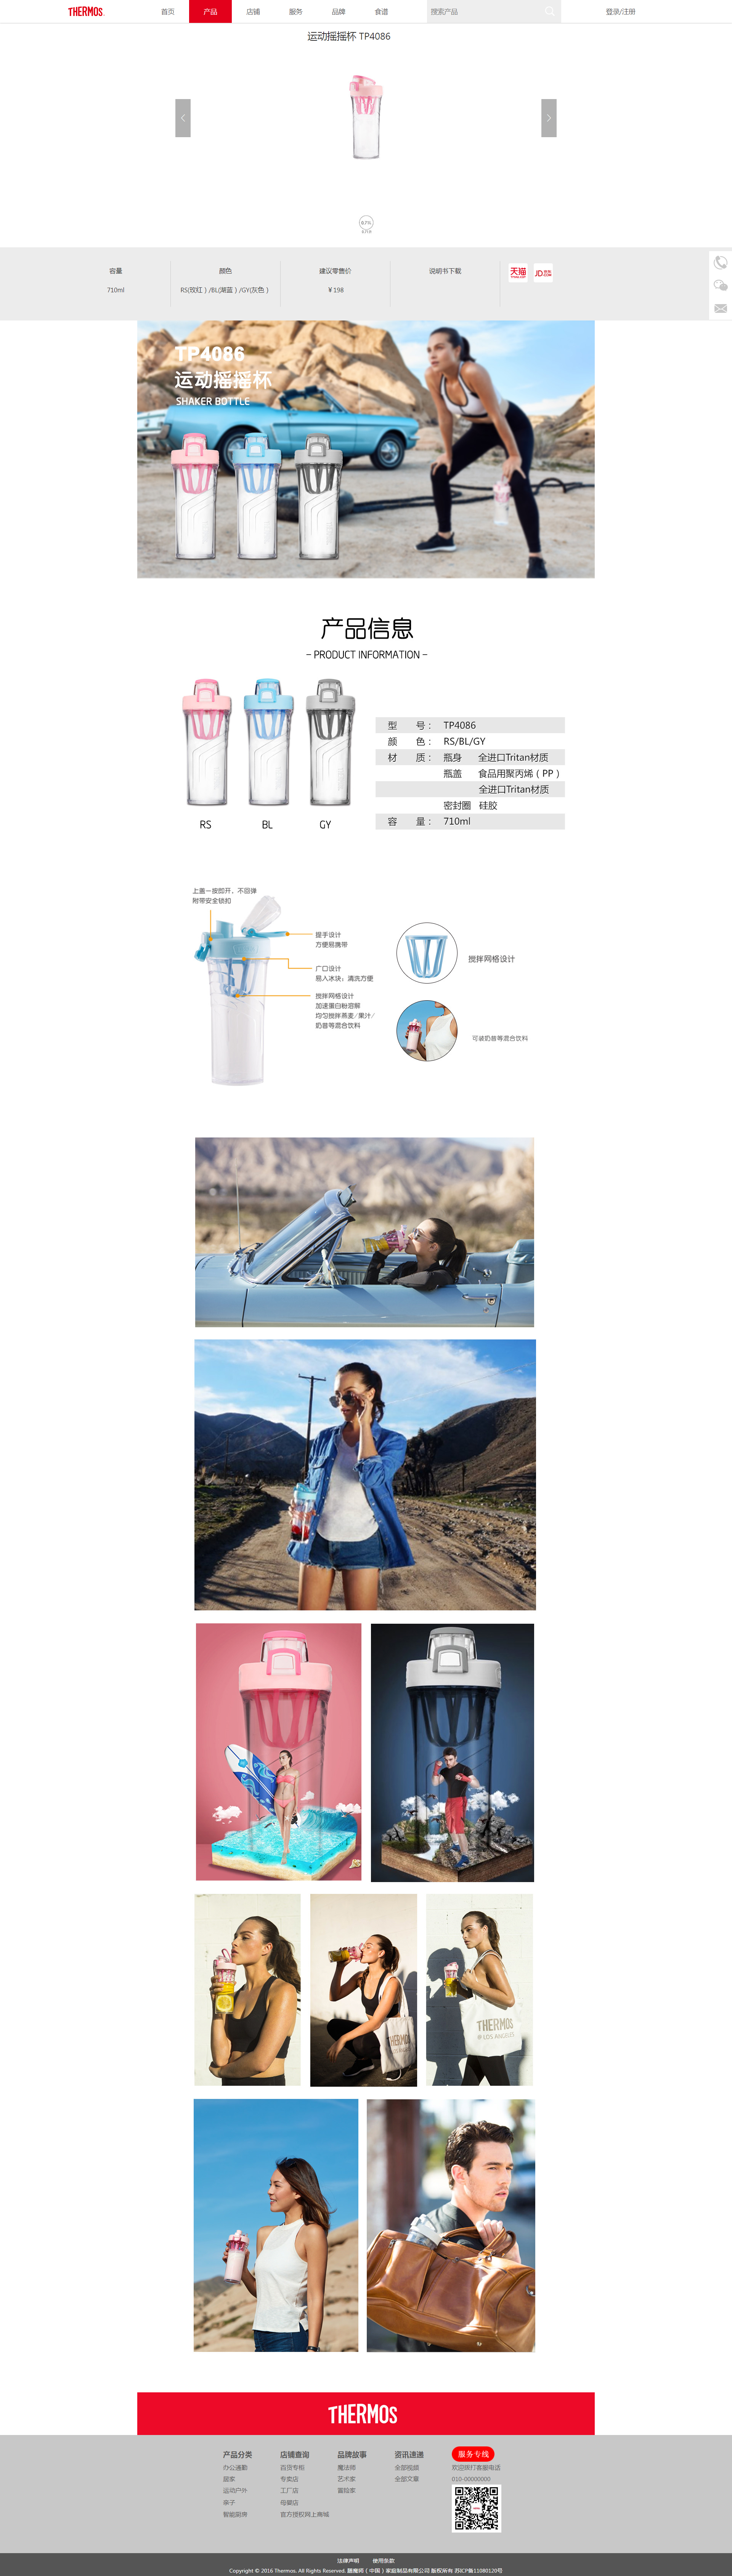 THERMOS.
首页 产品 店铺 服务 品牌 食谱 搜索产品 登录/注册
运动摇摇杯 TP4086
容量 颜色 建议零售价 说明书下载 天猫 JD京东
710ml RS(玫红) /BL(湖蓝) /GY(灰色) ￥198
TP4086
运动摇摇杯
SHAKER BOTTLE
产品信息
– PRODUCT INFORMATION –
型 号： TP4086
颜 色： RS/BL/GY
材 质： 瓶身 全进口Tritan材质
瓶盖 食品用聚丙烯（PP）
全进口Tritan材质
密封圈 硅胶
容 量： 710ml
RS BL GY
上盖一按即开、不回弹
附带安全锁扣
提手设计
方便易携带
广口设计
易入冰块，清洗方便
搅拌网格设计
加速蛋白粉溶解
均匀搅拌燕麦/果汁/
奶昔等混合饮料
搅拌网格设计
可装奶昔等混合饮料
THERMOS
@ LOS ANGELES
THERMOS
@ LOS ANGELES
THERMOS
产品分类 店铺查询 品牌故事 资讯速递 服务专线
办公通勤 百货专柜 魔法师 全部视频 欢迎拨打客服电话
居家 专卖店 艺术家 全部文章 010-00000000
运动户外 工厂店 冒险家
亲子 母婴店
智能厨房 官方授权网上商城
法律声明 使用条款
Copyright © 2016 Thermos, All Rights Reserved. 膳魔师（中国）家庭制品有限公司 版权所有 苏ICP备11080120号